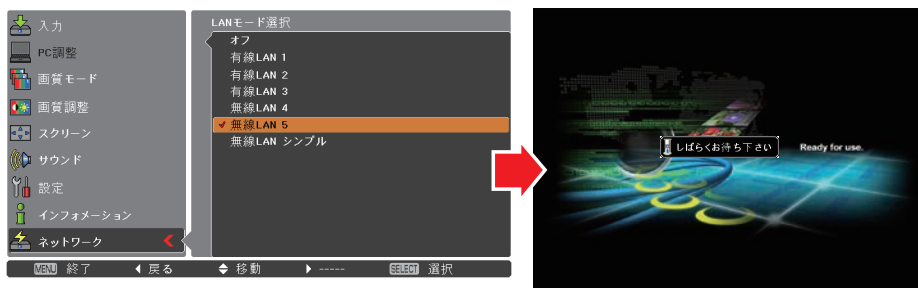 入力
PC調整
画質モード
画質調整
スクリーン
サウンド
設定
インフォメーション
ネットワーク
LANモード選択
オフ
有線LAN 1
有線LAN 2
有線LAN 3
無線LAN 4
無線LAN 5
無線LAN シンプル
MENU 終了 戻る 移動 ----- SELECT 選択
しばらくお待ち下さい
Ready for use.